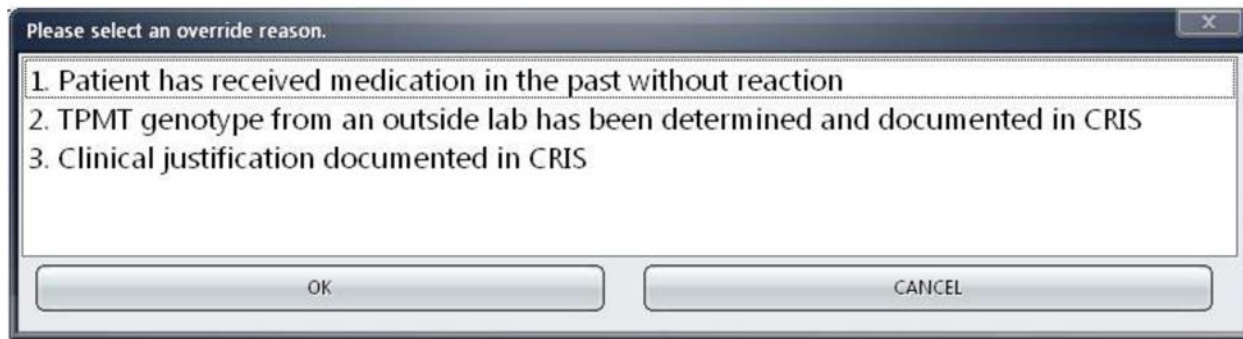 Please select an override reason.
1. Patient has received medication in the past without reaction
2. TPMT genotype from an outside lab has been determined and documented in CRIS
3. Clinical justification documented in CRIS
OK
CANCEL